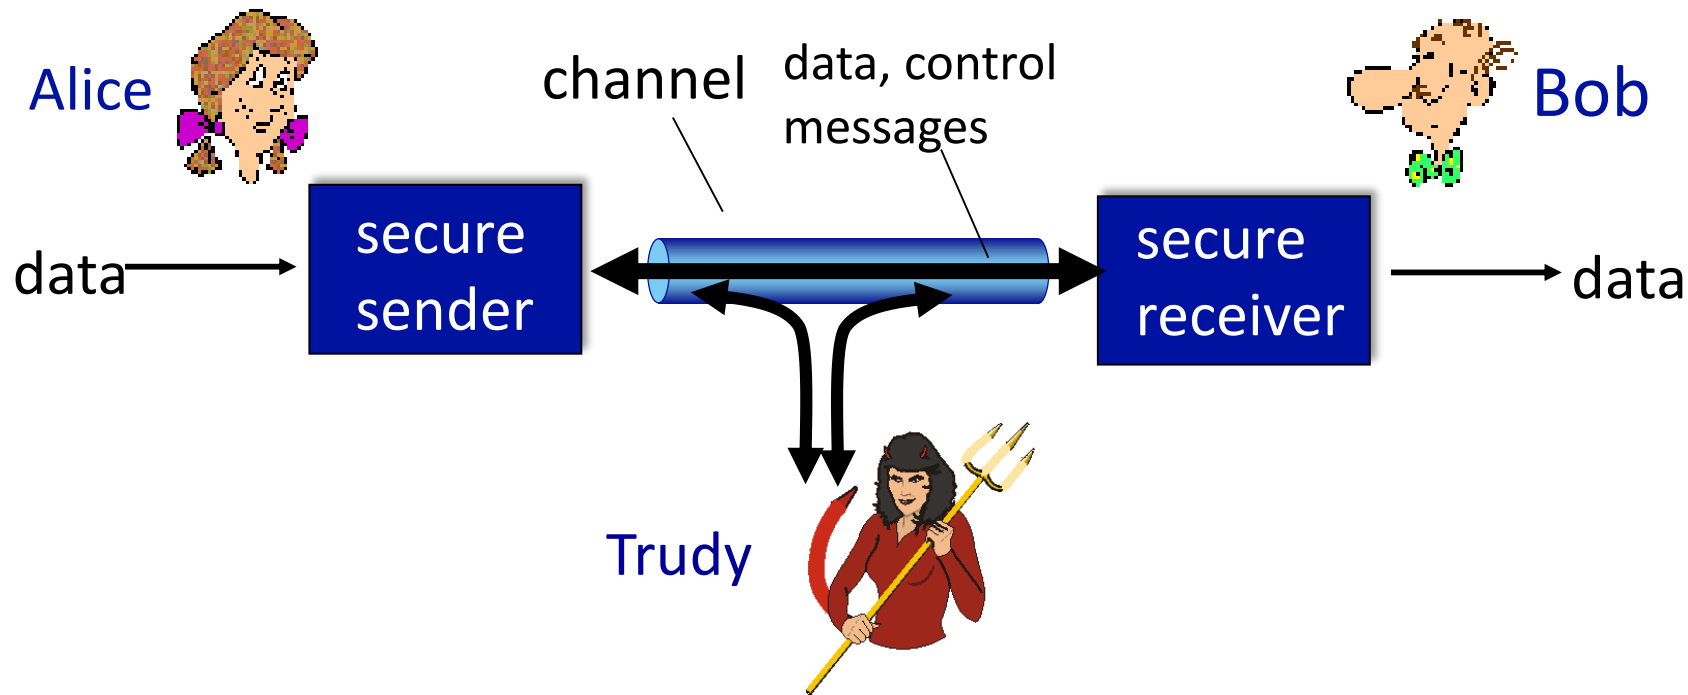 Alice
channel
data, control
messages
Bob
data
secure
sender
secure
receiver
data
Trudy